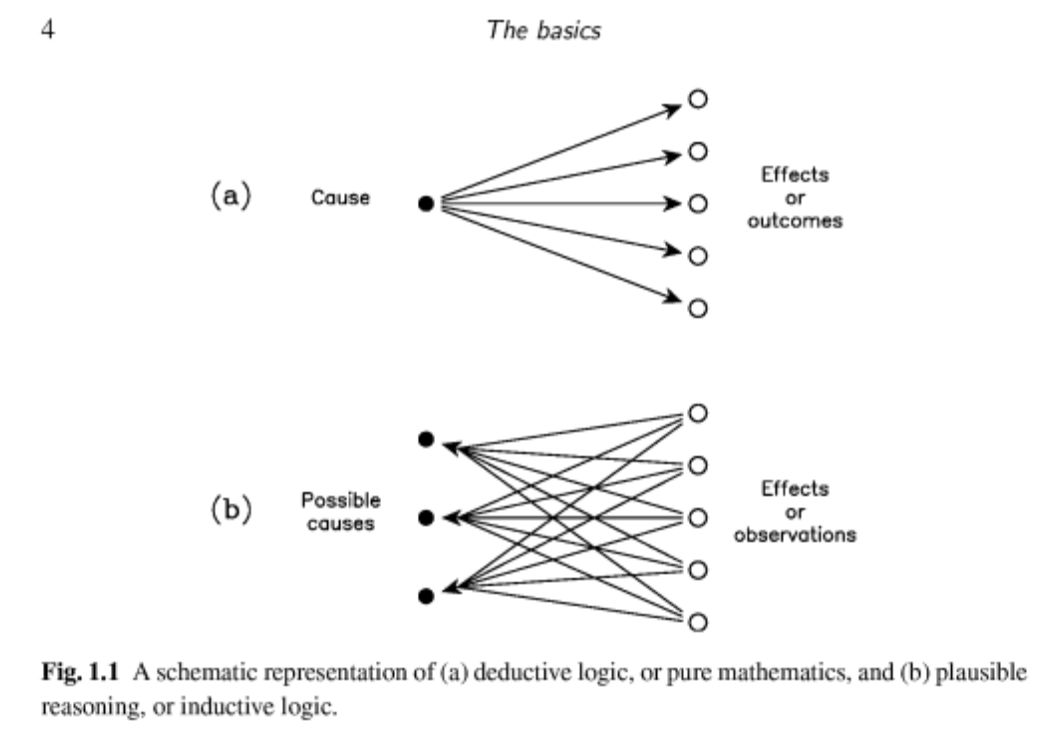 4
The basics
(a)
Cause
Effects
or
outcomes
(b)
Possible
causes
Effects
or
observations
Fig. 1.1 A schematic representation of (a) deductive logic, or pure mathematics, and (b) plausible
reasoning, or inductive logic.